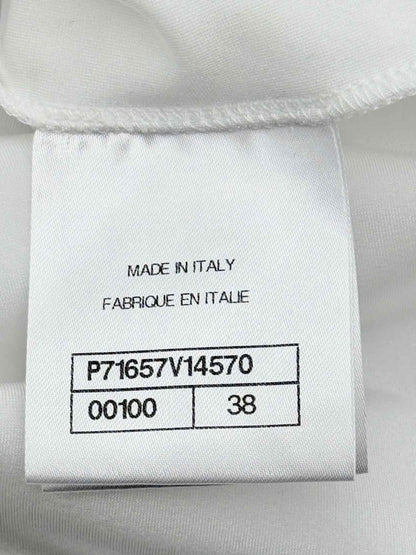 MADE IN ITALY
FABRIQUE EN ITALIE
P71657V14570
00100 38